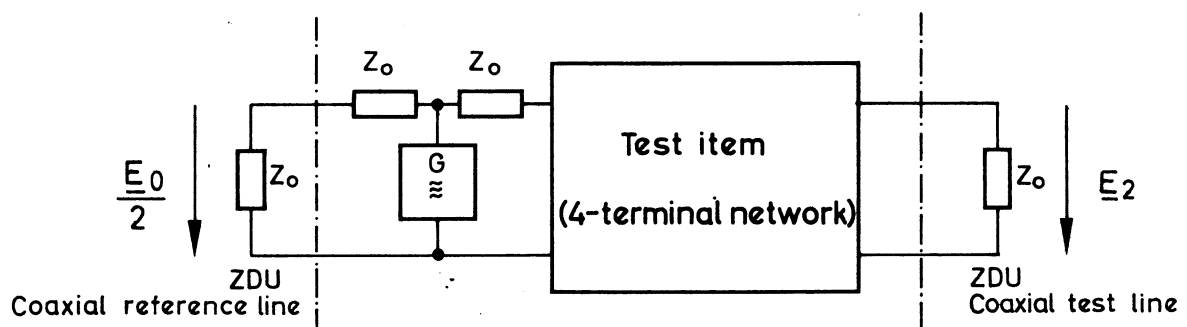 Z₀ Z₀
Test item
G
≋
E₀
2
Z₀
(4-terminal network)
Z₀
E₂
ZDU
Coaxial reference line
ZDU
Coaxial test line